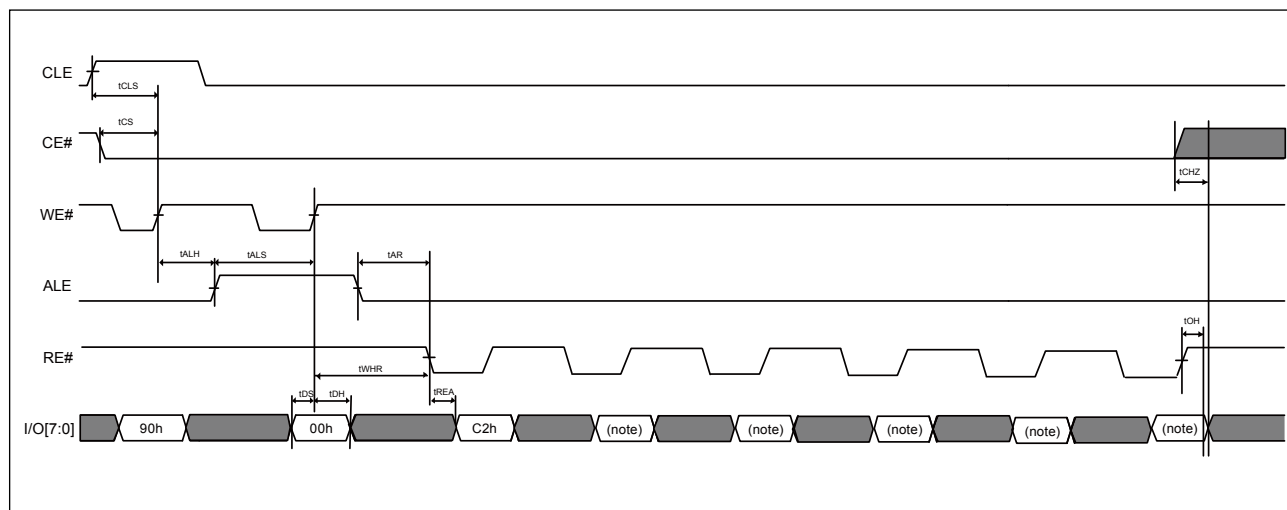 CLE
tCLS
CE#
tCS
tCHZ
WE#
tALH
tALS
tAR
ALE
tOH
RE#
tWHR
tREA
tDS
tDH
I/O[7:0]
90h
00h
C2h
(note)
(note)
(note)
(note)
(note)